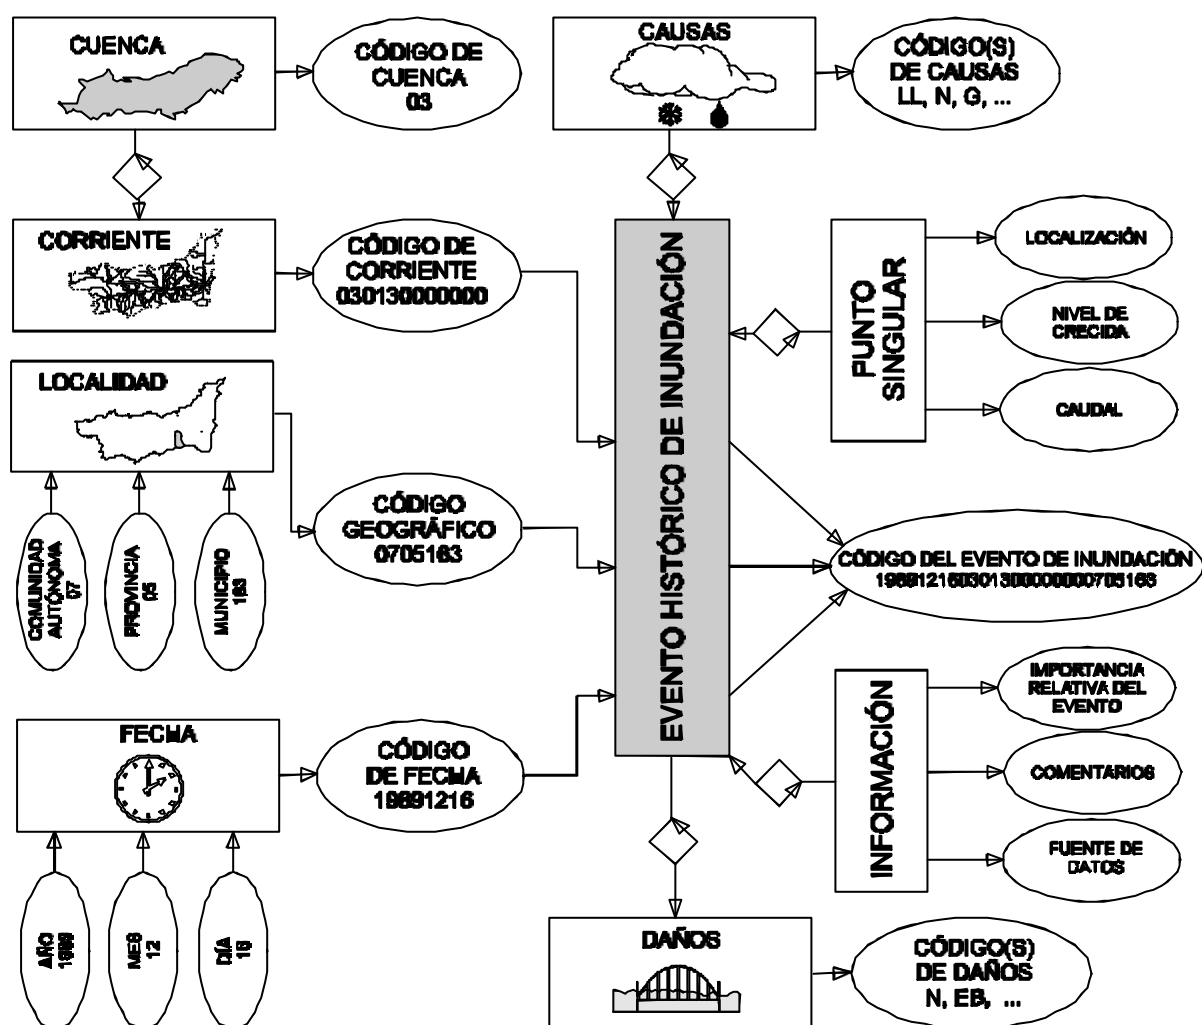 CUENCA
CÓDIGO DE
CUENCA
03
CAUSAS
CÓDIGO(S)
DE CAUSAS
LL, N, G, ...
CORRIENTE
CÓDIGO DE
CORRIENTE
030130000000
LOCALIDAD
COMUNIDAD
AUTÓNOMA
07
PROVINCIA
05
MUNICIPIO
163
CÓDIGO
GEOGRÁFICO
0705163
FECHA
AÑO
1989
MES
12
DÍA
16
CÓDIGO
DE FECHA
19891216
EVENTO HISTÓRICO DE INUNDACIÓN
PUNTO
SINGULAR
LOCALIZACIÓN
NIVEL DE
CRECIDA
CAUDAL
CÓDIGO DEL EVENTO DE INUNDACIÓN
198912160301300000000705163
INFORMACIÓN
IMPORTANCIA
RELATIVA DEL
EVENTO
COMENTARIOS
FUENTE DE
DATOS
DAÑOS
CÓDIGO(S)
DE DAÑOS
N, EB, ...